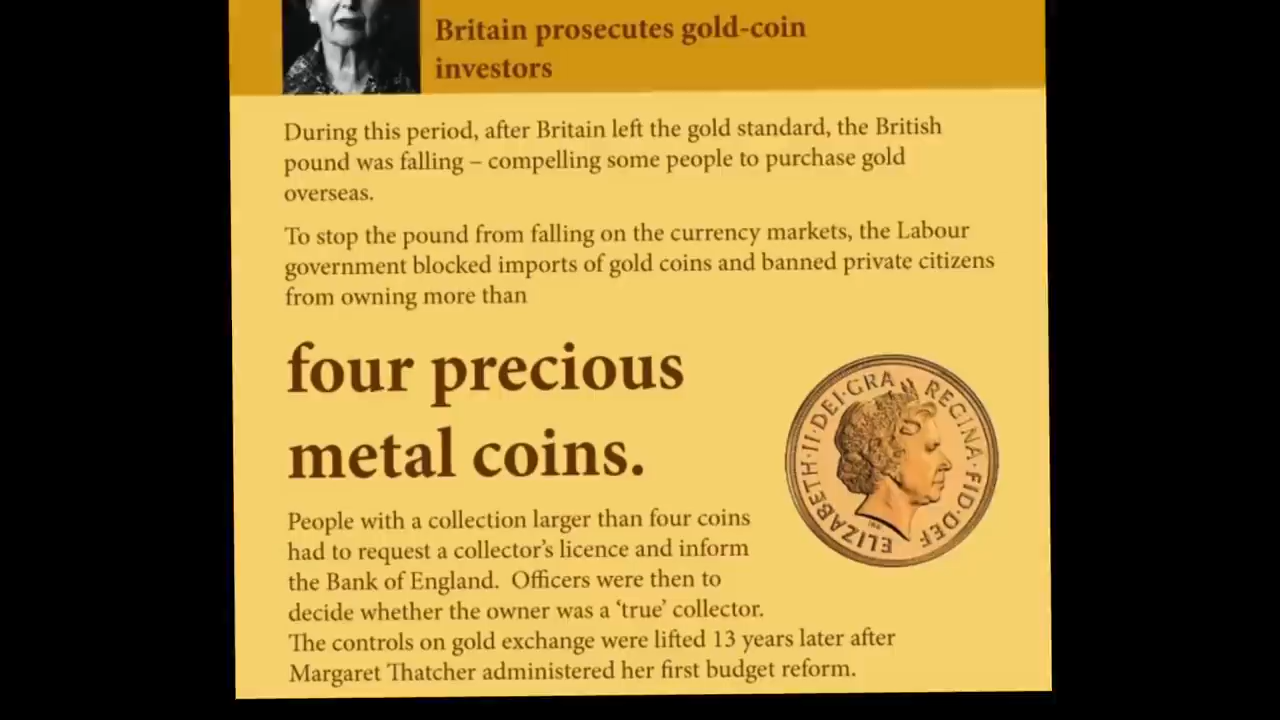 Britain prosecutes gold-coin
investors
During this period, after Britain left the gold standard, the British
pound was falling – compelling some people to purchase gold
overseas.
To stop the pound from falling on the currency markets, the Labour
government blocked imports of gold coins and banned private citizens
from owning more than
four precious
metal coins.
ELIZABETH·II·DEI·GRA REGINA·FID·DEF
People with a collection larger than four coins
had to request a collector's licence and inform
the Bank of England.  Officers were then to
decide whether the owner was a ‘true’ collector.
The controls on gold exchange were lifted 13 years later after
Margaret Thatcher administered her first budget reform.